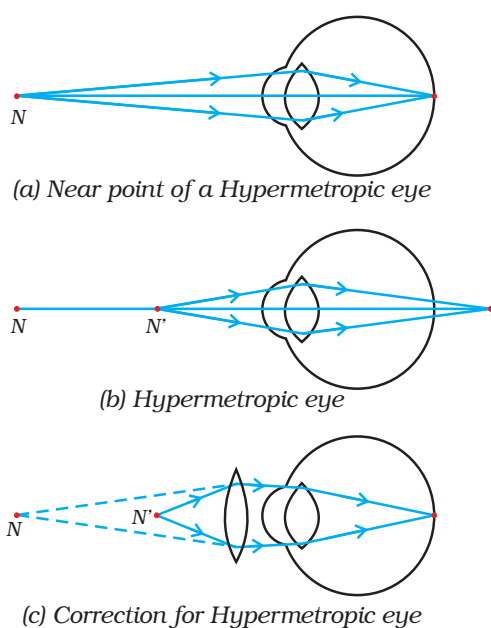 N
(a) Near point of a Hypermetropic eye
N N'
(b) Hypermetropic eye
N N'
(c) Correction for Hypermetropic eye